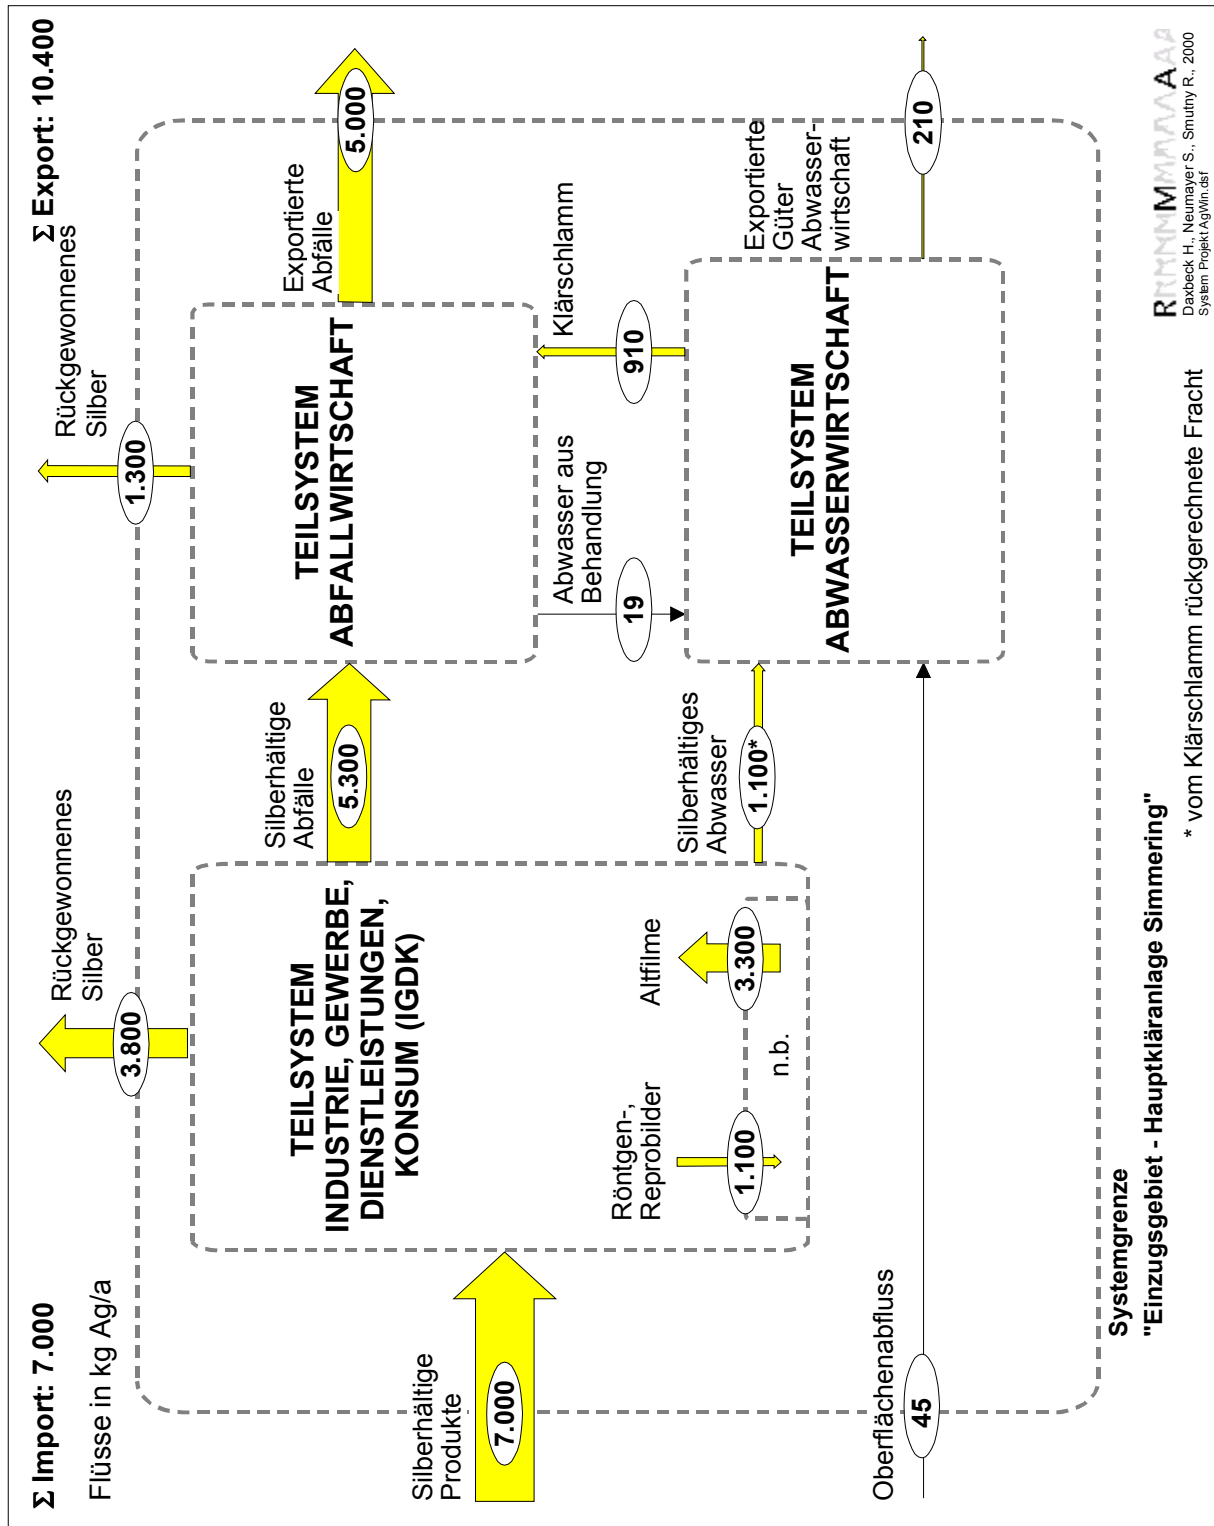 Σ Import: 7.000
Σ Export: 10.400
Flüsse in kg Ag/a
Rückgewonnenes
Silber
3.800
Rückgewonnenes
Silber
1.300
Silberhältige
Produkte
7.000
TEILSYSTEM
INDUSTRIE, GEWERBE,
DIENSTLEISTUNGEN,
KONSUM (IGDK)
Silberhältige
Abfälle
5.300
TEILSYSTEM
ABFALLWIRTSCHAFT
Exportierte
Abfälle
5.000
Röntgen-,
Reprobilder
1.100
Altfilme
3.300
n.b.
Silberhältiges
Abwasser
1.100*
Abwasser aus
Behandlung
19
Klärschlamm
910
TEILSYSTEM
ABWASSERWIRTSCHAFT
Exportierte
Güter
Abwasser-
wirtschaft
210
Oberflächenabfluss
45
Systemgrenze
"Einzugsgebiet - Hauptkläranlage Simmering"
* vom Klärschlamm rückgerechnete Fracht
Daxbeck H., Neumayer S., Smutny R., 2000
System Projekt AgWin.dsf